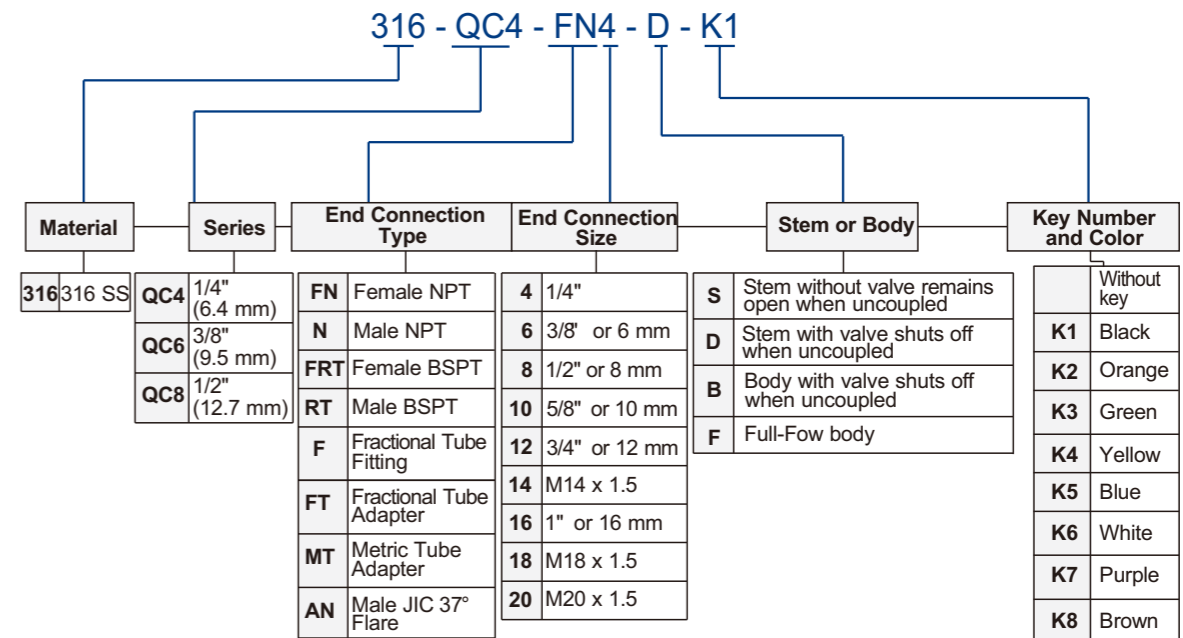 316 - QC4 - FN4 - D - K1
Material
Series
End Connection
Type
End Connection
Size
Stem or Body
Key Number
and Color
316 316 SS
QC4 1/4"
(6.4 mm)
QC6 3/8"
(9.5 mm)
QC8 1/2"
(12.7 mm)
FN Female NPT
N Male NPT
FRT Female BSPT
RT Male BSPT
F Fractional Tube
Fitting
FT Fractional Tube
Adapter
MT Metric Tube
Adapter
AN Male JIC 37°
Flare
4 1/4"
6 3/8' or 6 mm
8 1/2" or 8 mm
10 5/8" or 10 mm
12 3/4" or 12 mm
14 M14 x 1.5
16 1" or 16 mm
18 M18 x 1.5
20 M20 x 1.5
S Stem without valve remains
open when uncoupled
D Stem with valve shuts off
when uncoupled
B Body with valve shuts off
when uncoupled
F Full-Fow body
Without
key
K1 Black
K2 Orange
K3 Green
K4 Yellow
K5 Blue
K6 White
K7 Purple
K8 Brown